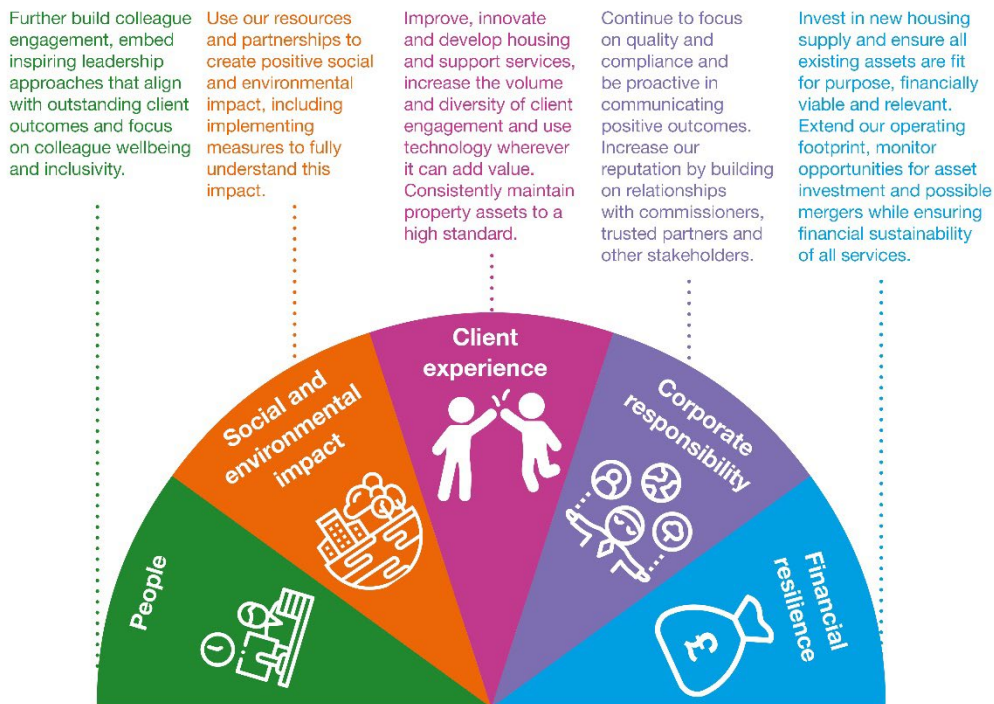 Further build colleague
engagement, embed
inspiring leadership
approaches that align
with outstanding client
outcomes and focus
on colleague wellbeing
and inclusivity.
Use our resources
and partnerships to
create positive social
and environmental
impact, including
implementing
measures to fully
understand this
impact.
Improve, innovate
and develop housing
and support services,
increase the volume
and diversity of client
engagement and use
technology wherever
it can add value.
Consistently maintain
property assets to a
high standard.
Continue to focus
on quality and
compliance and
be proactive in
communicating
positive outcomes.
Increase our
reputation by building
on relationships
with commissioners,
trusted partners and
other stakeholders.
Invest in new housing
supply and ensure all
existing assets are fit
for purpose, financially
viable and relevant.
Extend our operating
footprint, monitor
opportunities for asset
investment and possible
mergers while ensuring
financial sustainability
of all services.
People
Social and
environmental
impact
Client
experience
Corporate
responsibility
Financial
resilience
£